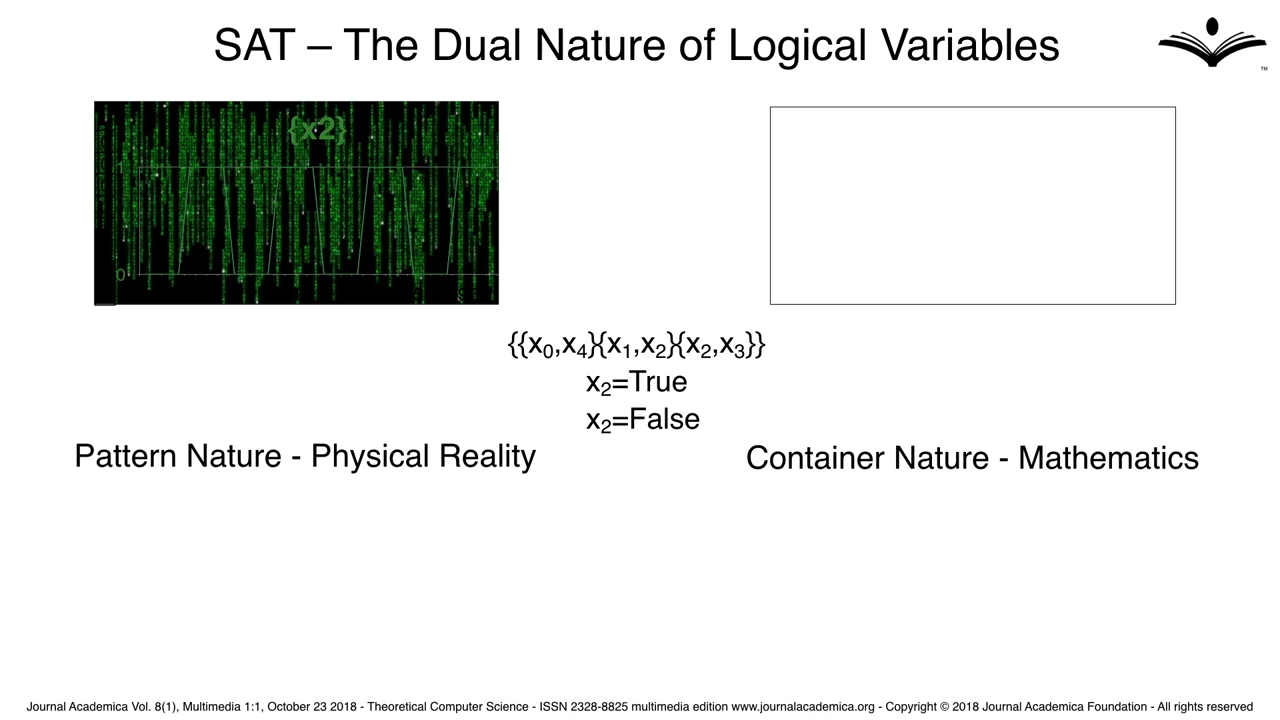 SAT – The Dual Nature of Logical Variables
TM
{x2}
1
0
{{x₀,x₄}{x₁,x₂}{x₂,x₃}}
x₂=True
x₂=False
Pattern Nature - Physical Reality
Container Nature - Mathematics
Journal Academica Vol. 8(1), Multimedia 1:1, October 23 2018 - Theoretical Computer Science - ISSN 2328-8825 multimedia edition www.journalacademica.org - Copyright © 2018 Journal Academica Foundation - All rights reserved